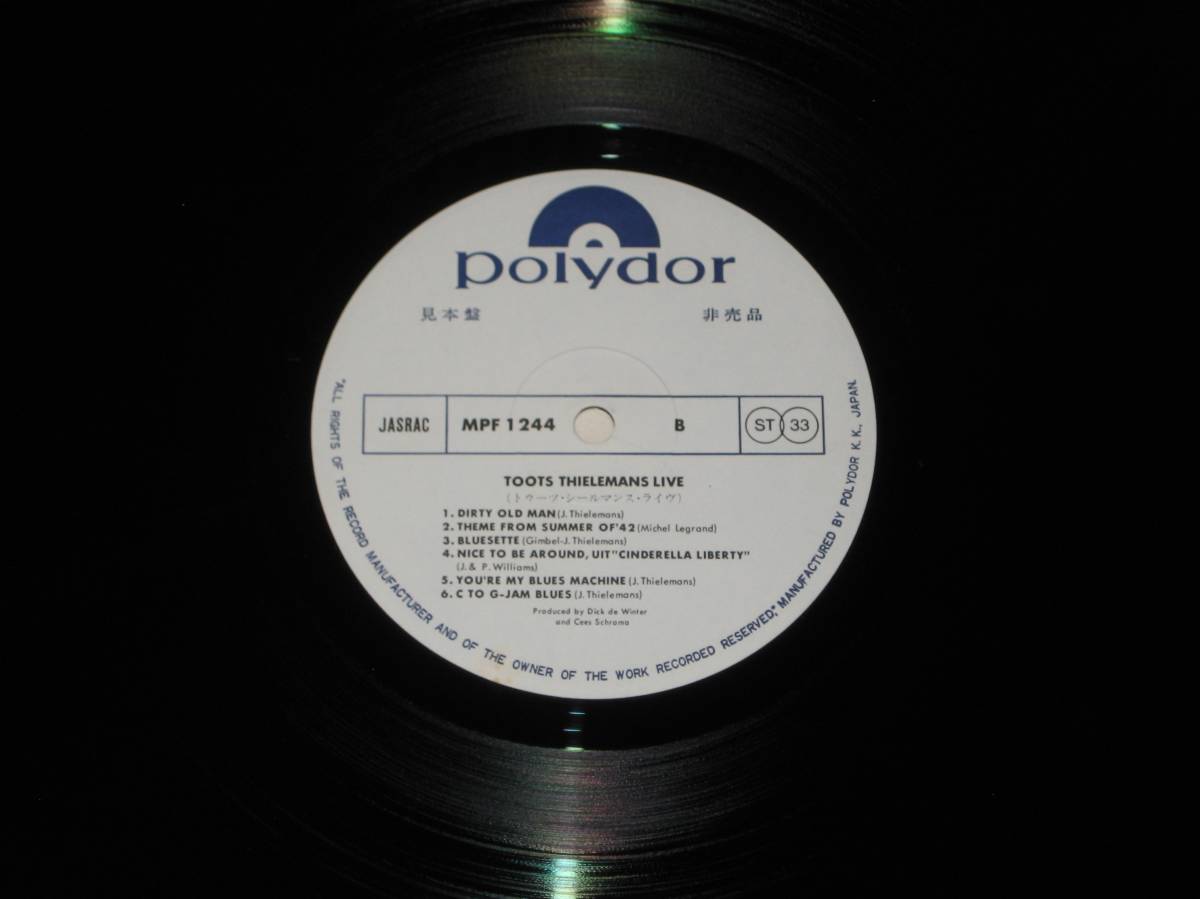 polydor
見本盤 非売品
JASRAC MPF 1244 B ST 33
TOOTS THIELEMANS LIVE
(トゥーツ・シールマンス・ライヴ)
1. DIRTY OLD MAN (J. Thielemans)
2. THEME FROM SUMMER OF'42 (Michel Legrand)
3. BLUESETTE (Gimbel-J. Thielemans)
4. NICE TO BE AROUND, UIT "CINDERELLA LIBERTY"
(J. & P. Williams)
5. YOU'RE MY BLUES MACHINE (J. Thielemans)
6. C TO G-JAM BLUES (J. Thielemans)
Produced by Dick de Winter
and Cees Schrama
"ALL RIGHTS OF THE RECORD MANUFACTURER AND OF THE OWNER OF THE WORK RECORDED RESERVED." MANUFACTURED BY POLYDOR K.K., JAPAN.